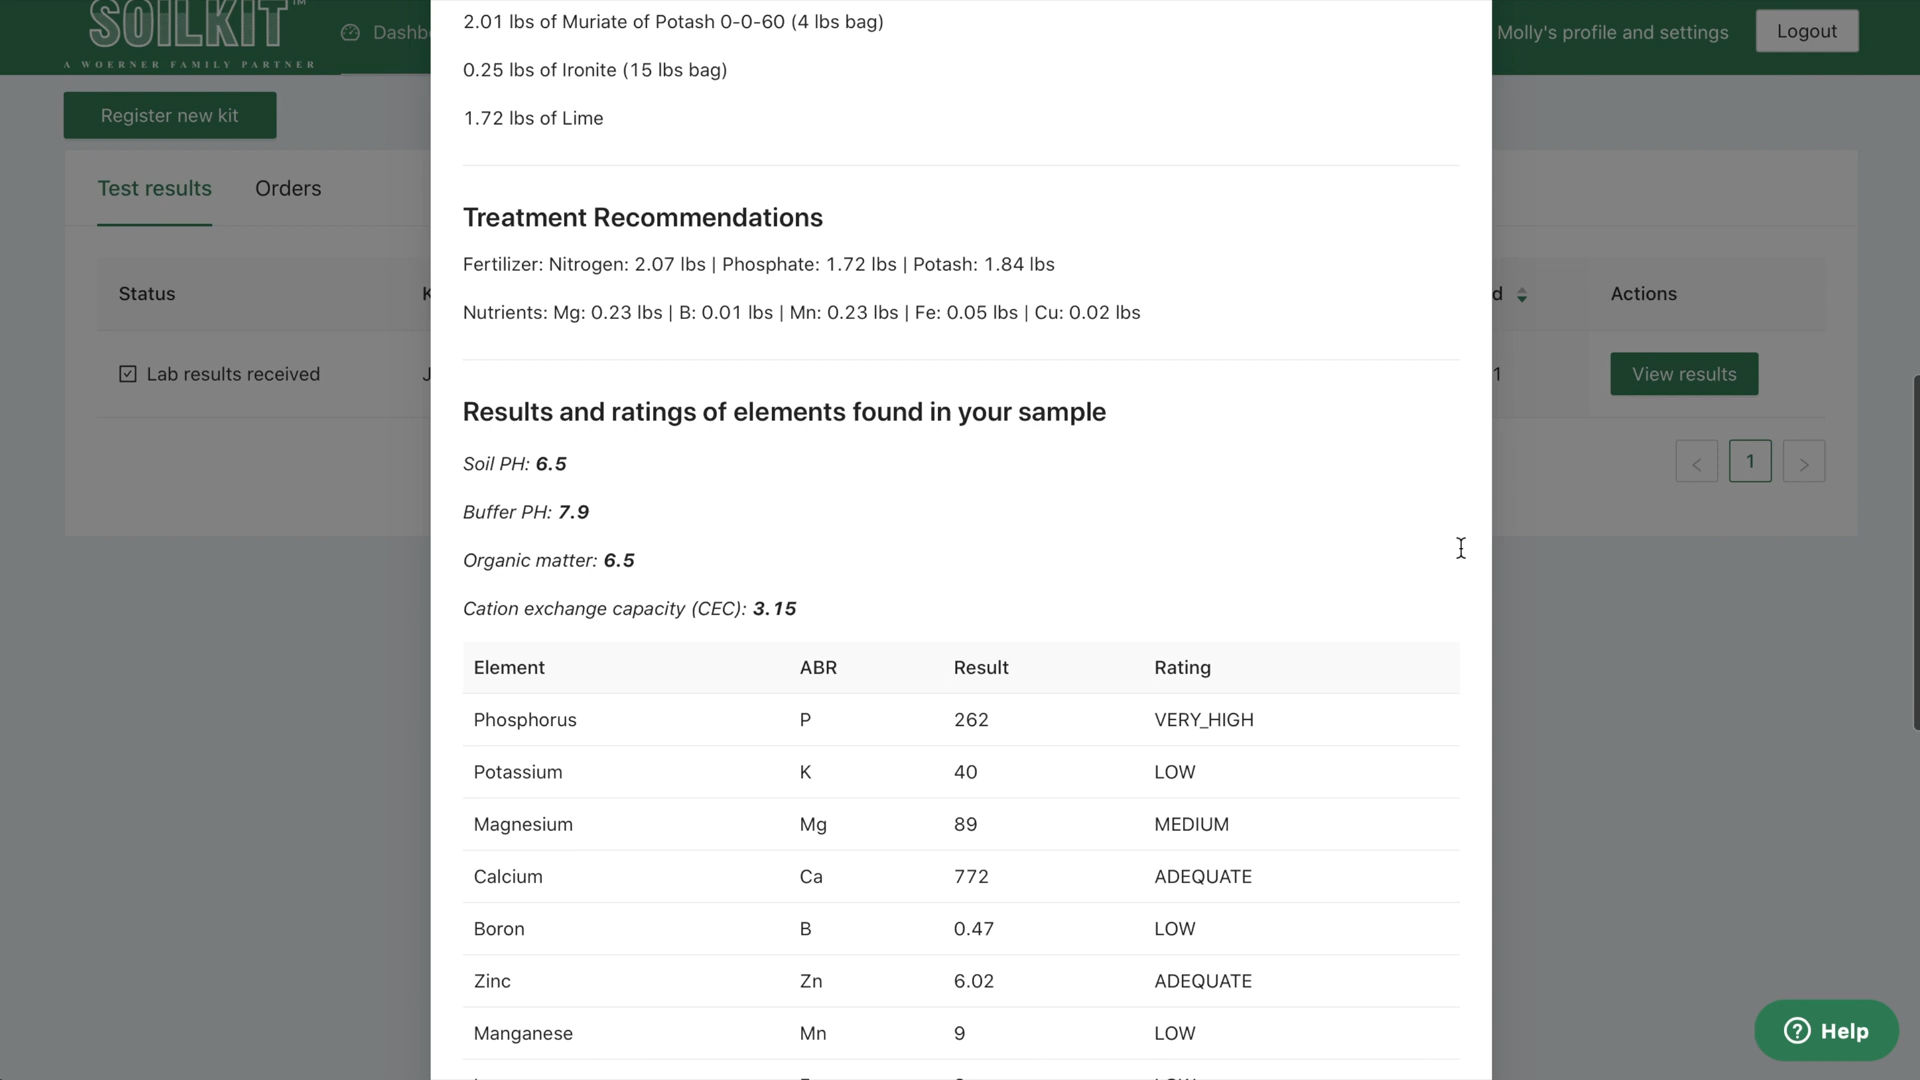 SOILKIT™
A WOERNER FAMILY PARTNER
Dashb
Molly's profile and settings
Logout
2.01 lbs of Muriate of Potash 0-0-60 (4 lbs bag)
0.25 lbs of Ironite (15 lbs bag)
1.72 lbs of Lime
Register new kit
Test results Orders
Treatment Recommendations
Fertilizer: Nitrogen: 2.07 lbs | Phosphate: 1.72 lbs | Potash: 1.84 lbs
Nutrients: Mg: 0.23 lbs | B: 0.01 lbs | Mn: 0.23 lbs | Fe: 0.05 lbs | Cu: 0.02 lbs
Status K d Actions
Lab results received J 1 View results
< 1 >
Results and ratings of elements found in your sample
Soil PH: 6.5
Buffer PH: 7.9
Organic matter: 6.5
Cation exchange capacity (CEC): 3.15
Element ABR Result Rating
Phosphorus P 262 VERY_HIGH
Potassium K 40 LOW
Magnesium Mg 89 MEDIUM
Calcium Ca 772 ADEQUATE
Boron B 0.47 LOW
Zinc Zn 6.02 ADEQUATE
Manganese Mn 9 LOW
? Help